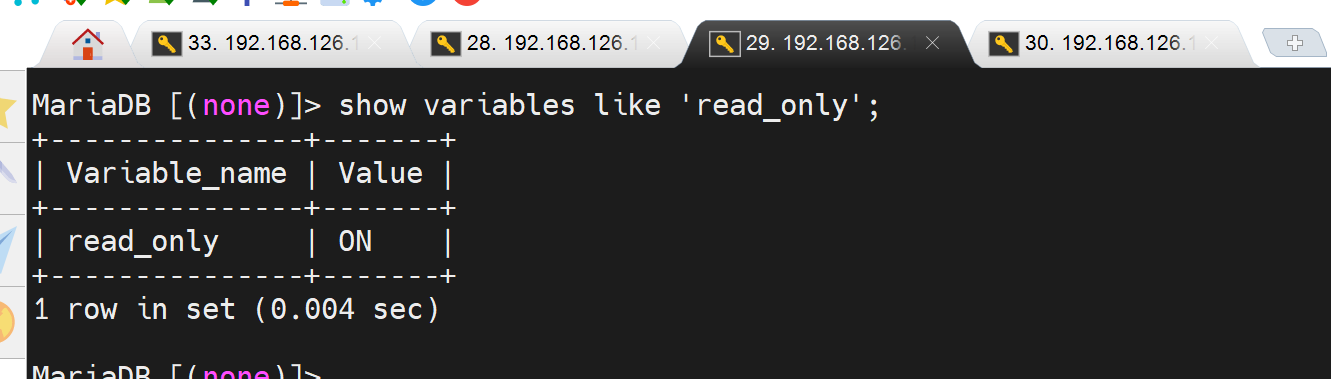 33. 192.168.126.1
28. 192.168.126.1
29. 192.168.126.
30. 192.168.126.1
MariaDB [(none)]> show variables like 'read_only';
+---------------+-------+
| Variable_name | Value |
+---------------+-------+
| read_only     | ON    |
+---------------+-------+
1 row in set (0.004 sec)
MariaDB [(none)]>